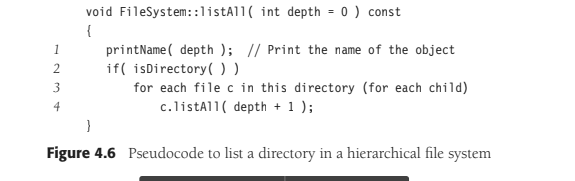 void FileSystem::listAll( int depth = 0 ) const
{
1 printName( depth ); // Print the name of the object
2 if( isDirectory( ) )
3 for each file c in this directory (for each child)
4 c.listAll( depth + 1 );
}
Figure 4.6 Pseudocode to list a directory in a hierarchical file system